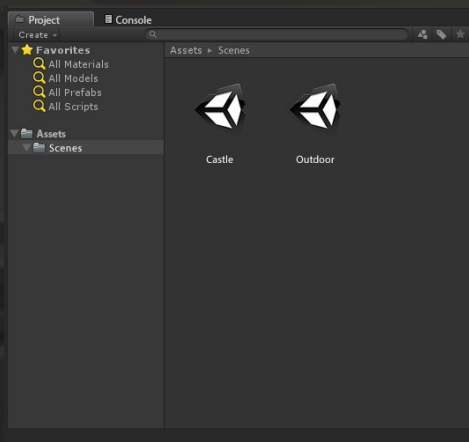 Project Console
Create
Favorites Assets Scenes
All Materials
All Models
All Prefabs
All Scripts
Assets
Scenes
Castle Outdoor